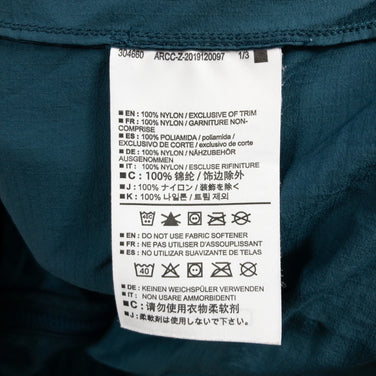 304660 ARCC-Z-2019120097 1/3
■ EN : 100% NYLON / EXCLUSIVE OF TRIM
■ FR : 100% NYLON / GARNITURE NON-
COMPRISE
■ ES : 100% POLIAMIDA / poliamida /
EXCLUSIVO DE CORTE / exclusivo de corte
■ DE : 100% NYLON / NÄHZUBEHÖR
AUSGENOMMEN
■ IT : 100% NYLON / ESCLUSE RIFINITURE
■ C : 100% 锦纶 / 饰边除外
■ J : 100% ナイロン / 装飾を除く
■ K : 100% 나일론 / 트림 제외
■ EN : DO NOT USE FABRIC SOFTENER
■ FR : NE PAS UTILISER D'ASSOUPLISSANT
■ ES : NO UTILIZAR SUAVIZANTE DE TELAS
40
■ DE : KEINEN WEICHSPÜLER VERWENDEN
■ IT : NON USARE AMMORBIDENTI
■ C : 请勿使用衣物柔软剂
■ J : 柔軟剤は使用しないで下さい。